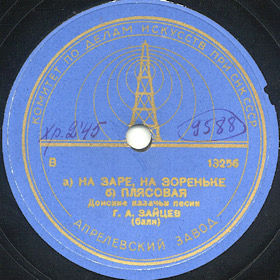 КОМИТЕТ ПО ДЕЛАМ ИСКУССТВ ПРИ СНК СССР
хр.245
9588
В
13256
а) НА ЗАРЕ, НА ЗОРЕНЬКЕ
б) ПЛЯСОВАЯ
Донские казачьи песни
Г. А. ЗАЙЦЕВ
(баян)
АПРЕЛЕВСКИЙ ЗАВОД